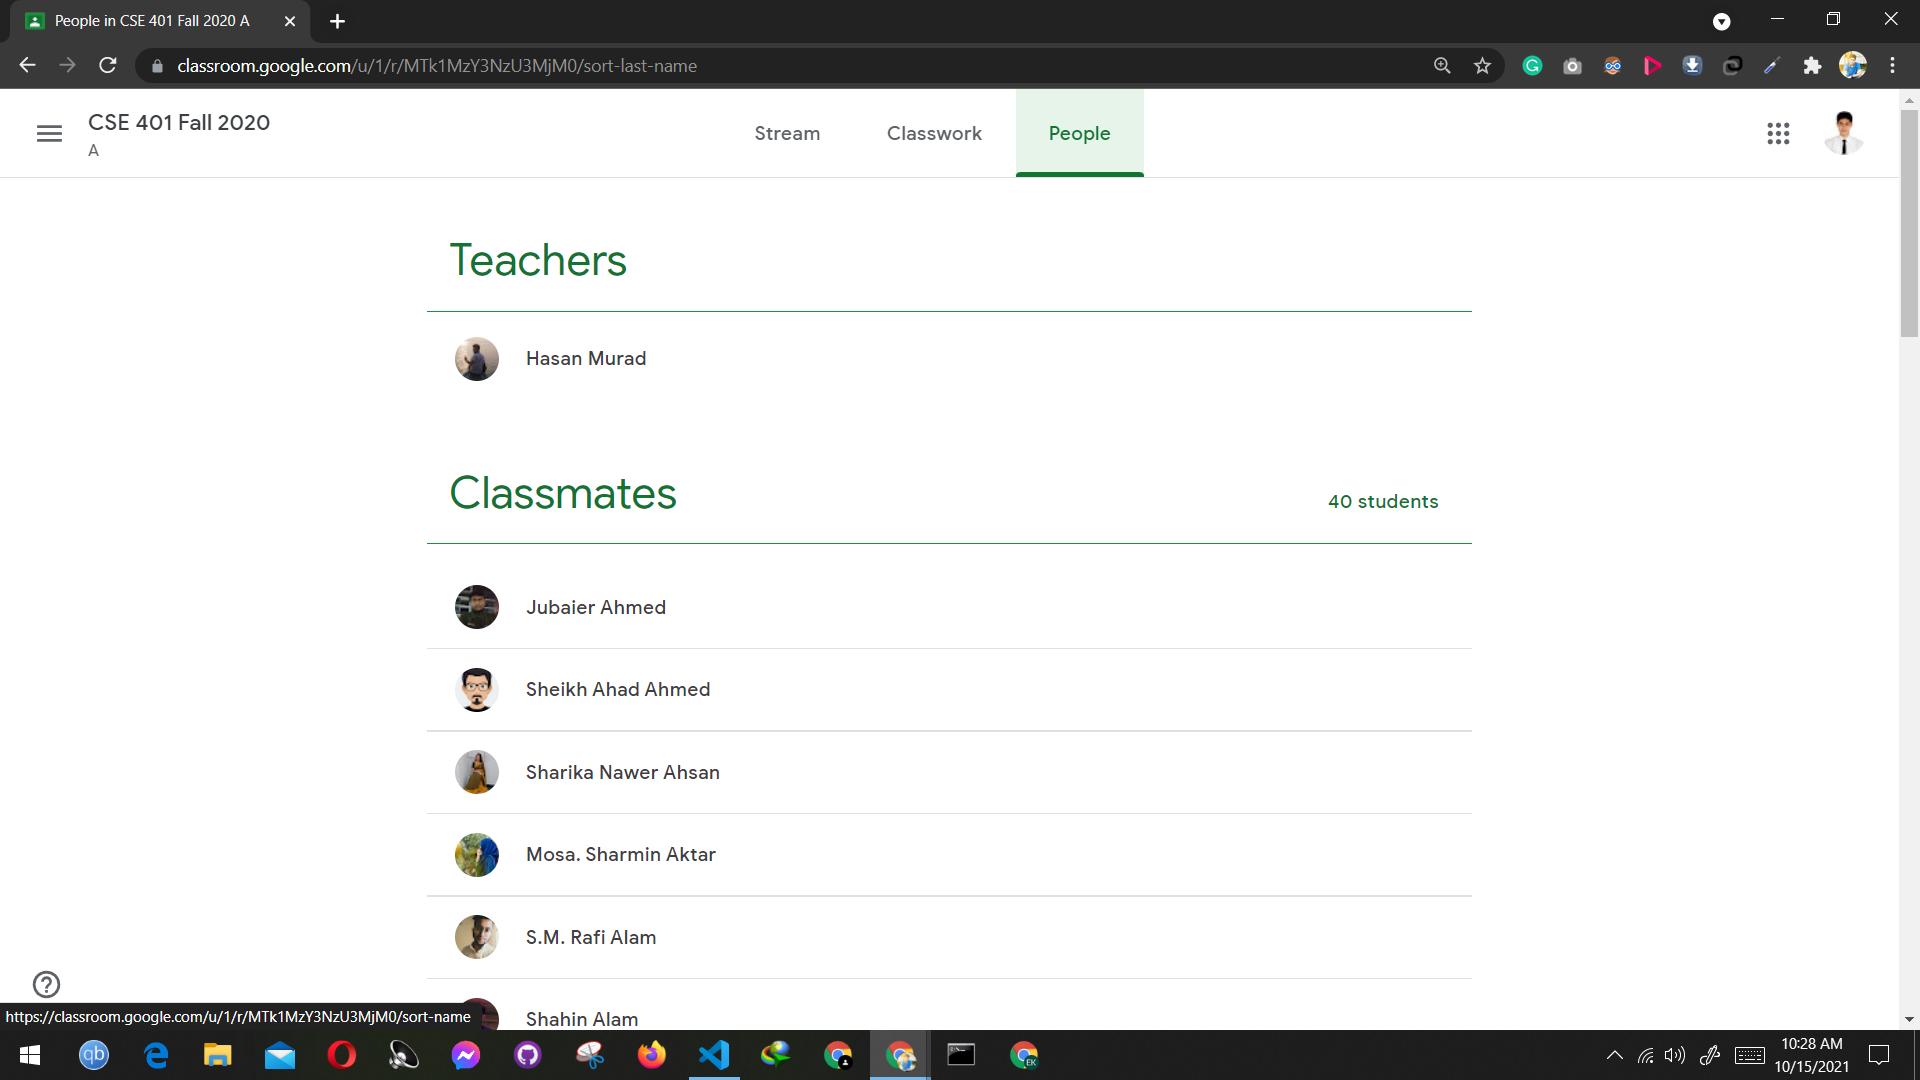 People in CSE 401 Fall 2020 A
classroom.google.com/u/1/r/MTk1MzY3NzU3MjM0/sort-last-name
CSE 401 Fall 2020
A
Stream
Classwork
People
Teachers
Hasan Murad
Classmates
40 students
Jubaier Ahmed
Sheikh Ahad Ahmed
Sharika Nawer Ahsan
Mosa. Sharmin Aktar
S.M. Rafi Alam
Shahin Alam
https://classroom.google.com/u/1/r/MTk1MzY3NzU3MjM0/sort-name
qb
EK
10:28 AM
10/15/2021